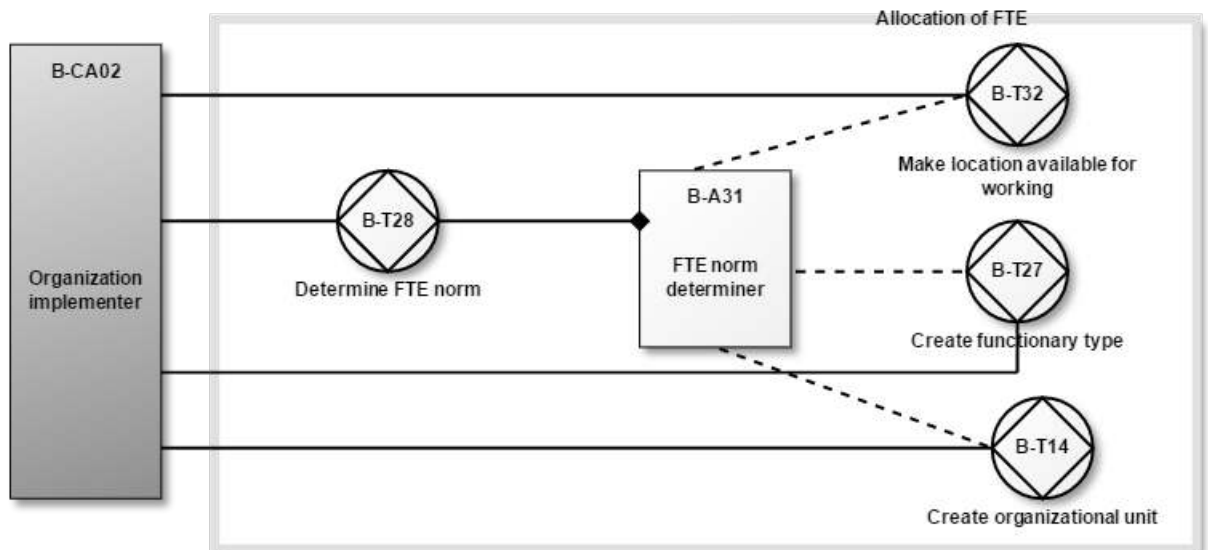 Allocation of FTE
B-CA02
Organization
implementer
B-T32
Make location available for
working
B-T28
Determine FTE norm
B-A31
FTE norm
determiner
B-T27
Create functionary type
B-T14
Create organizational unit